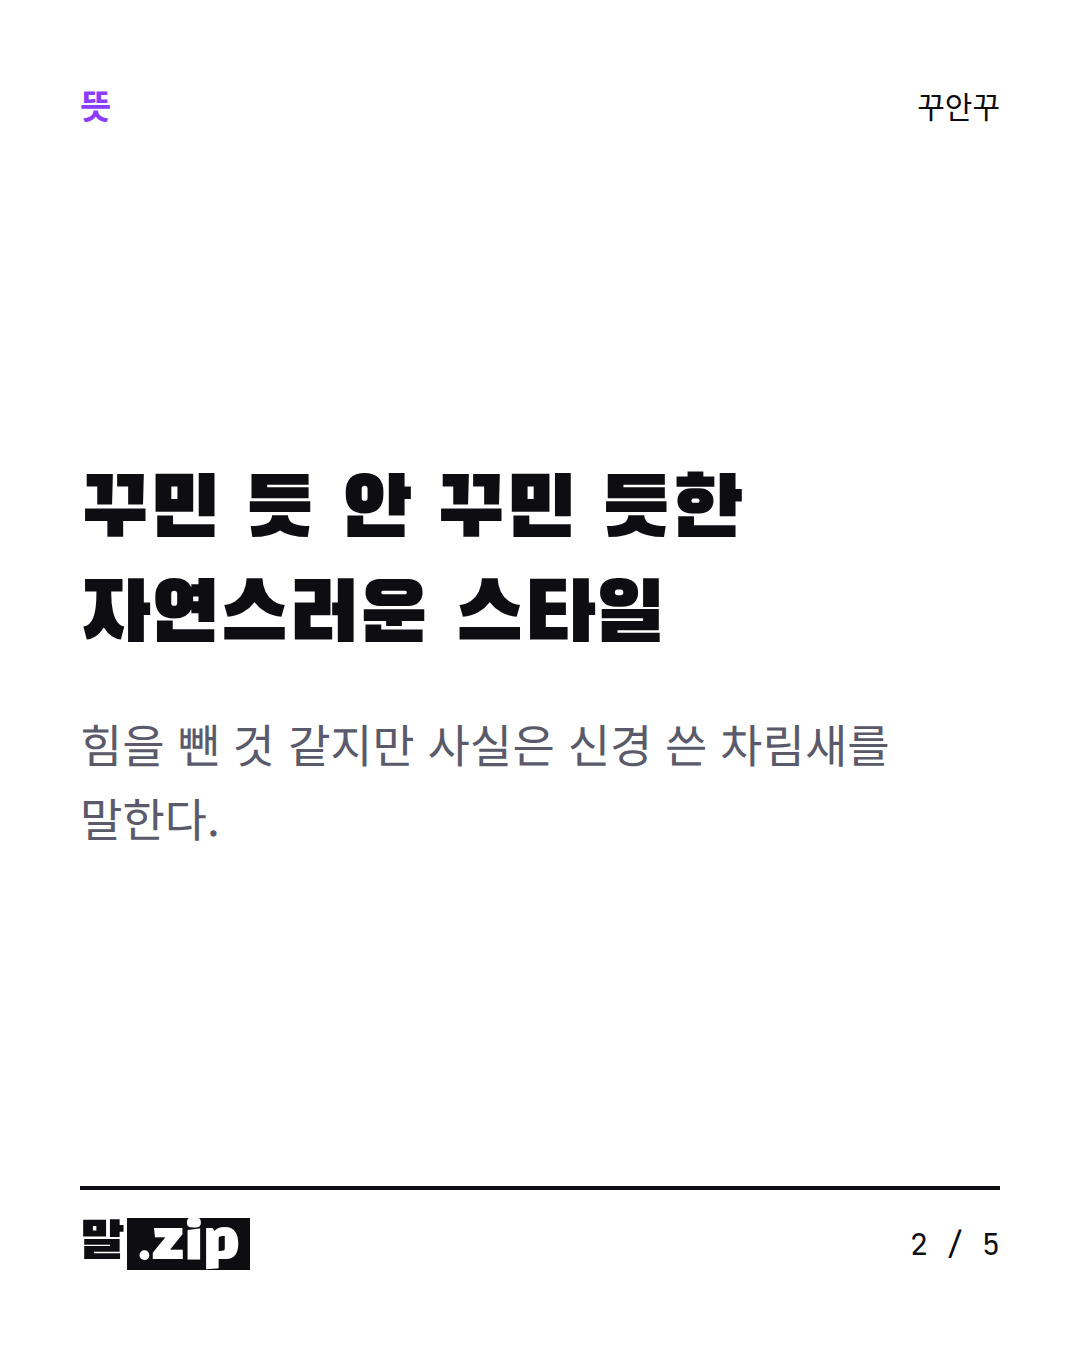 뜻
꾸안꾸
꾸민 듯 안 꾸민 듯한
자연스러운 스타일
힘을 뺀 것 같지만 사실은 신경 쓴 차림새를
말한다.
말.zip
2 / 5